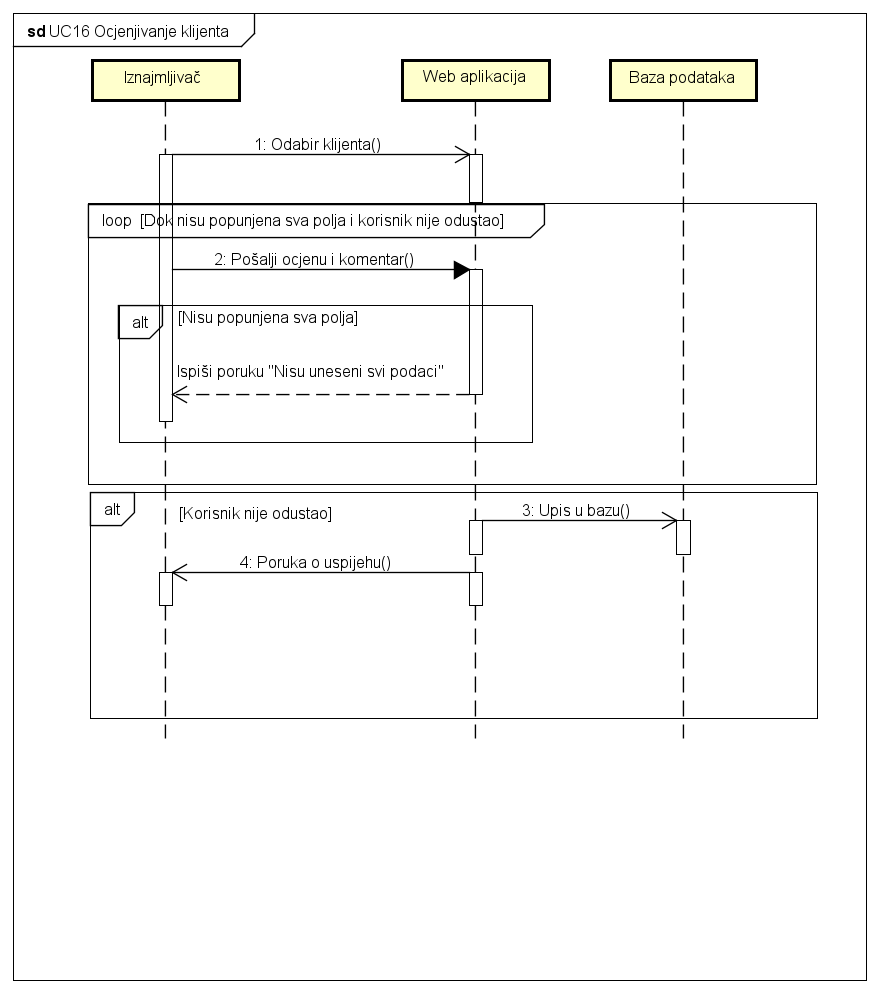 sd UC16 Ocjenjivanje klijenta
Iznajmljivač
Web aplikacija
Baza podataka
1: Odabir klijenta()
loop [Dok nisu popunjena sva polja i korisnik nije odustao]
2: Pošalji ocjenu i komentar()
alt [Nisu popunjena sva polja]
Ispiši poruku "Nisu uneseni svi podaci"
alt [Korisnik nije odustao]
3: Upis u bazu()
4: Poruka o uspijehu()